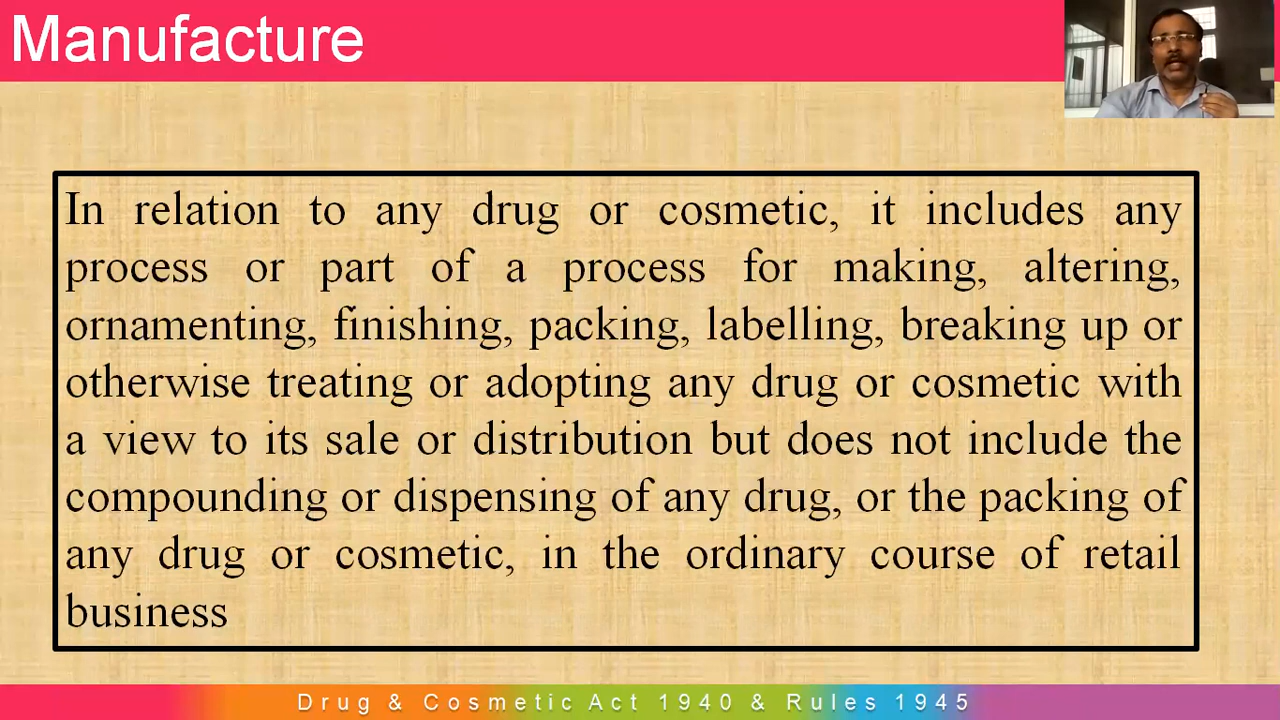 Manufacture
In relation to any drug or cosmetic, it includes any
process or part of a process for making, altering,
ornamenting, finishing, packing, labelling, breaking up or
otherwise treating or adopting any drug or cosmetic with
a view to its sale or distribution but does not include the
compounding or dispensing of any drug, or the packing of
any drug or cosmetic, in the ordinary course of retail
business
Drug & Cosmetic Act 1940 & Rules 1945